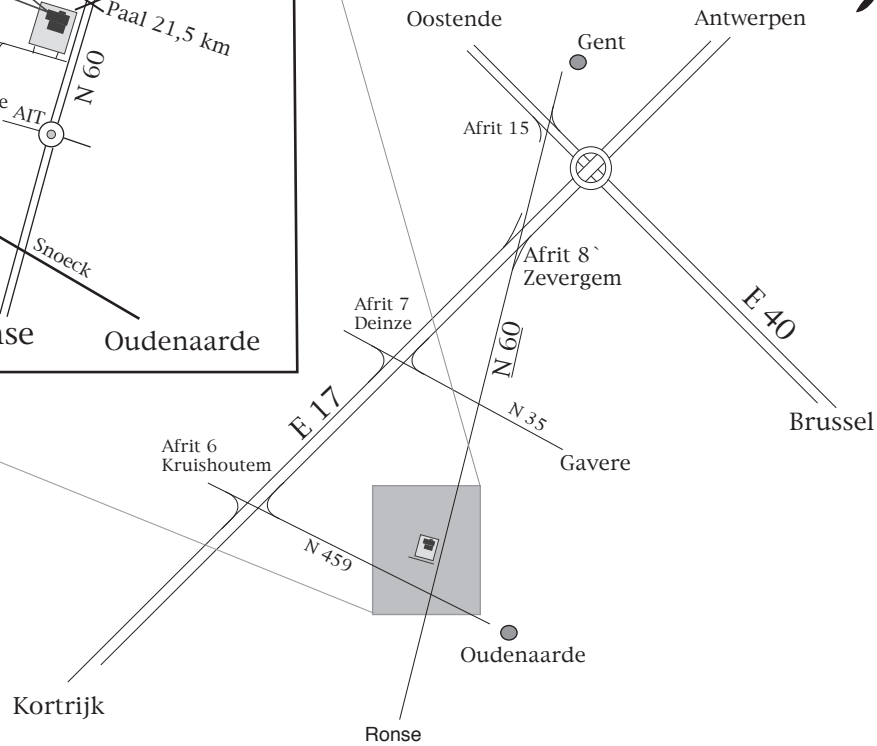 Paal 21,5 km
N 60
AIT
Snoeck
Oudenaarde
Oostende
Antwerpen
Gent
Afrit 15
Afrit 8`
Zevergem
Afrit 7
Deinze
N 60
E 40
E 17
N 35
Brussel
Gavere
Afrit 6
Kruishoutem
N 459
Oudenaarde
Kortrijk
Ronse